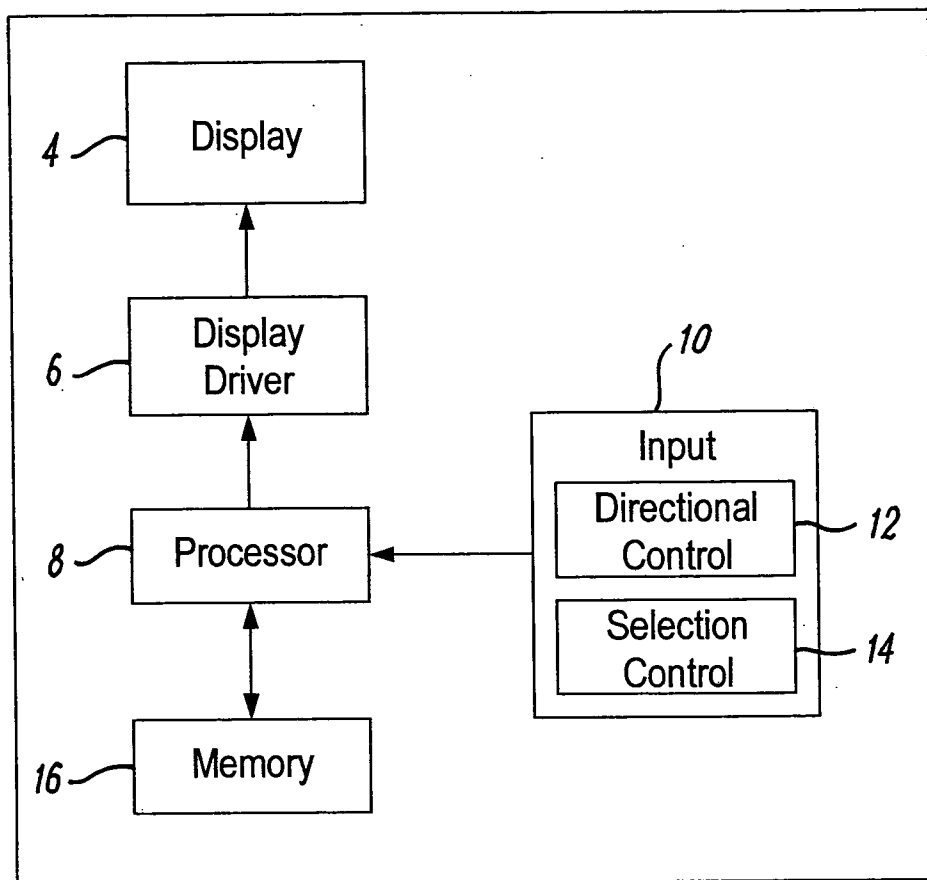 4
Display
6
Display
Driver
10
Input
8
Processor
Directional
Control
12
Selection
Control
14
16
Memory